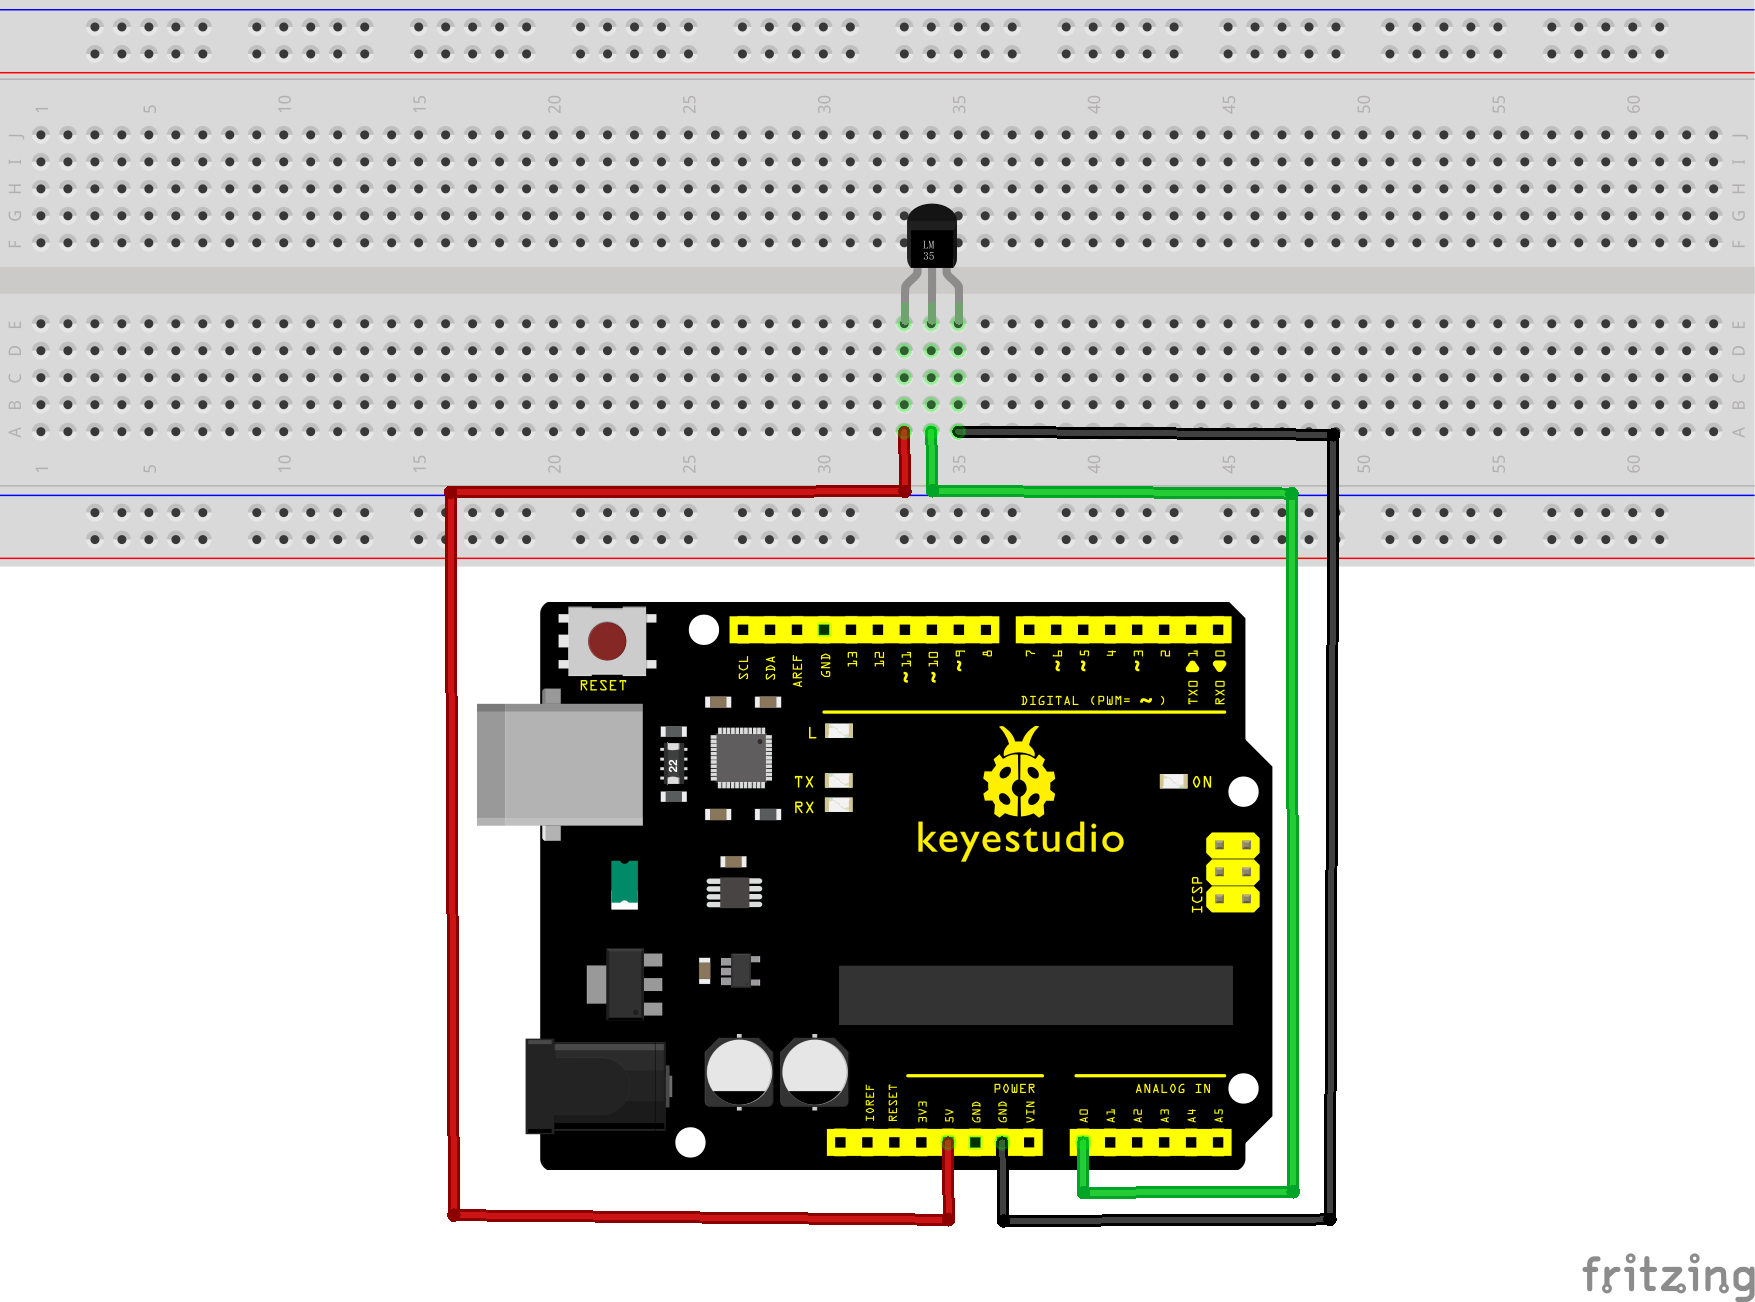 1 5 10 15 20 25 30 35 40 45 50 55 60
J J
I I
H H
G G
F F
LM
35
E E
D D
C C
B B
A A
1 5 10 15 20 25 30 35 40 45 50 55 60
RESET
SCL SDA AREF GND 13 12 ~11 ~10 ~9 8 7 ~6 ~5 4 ~3 2 TX0 1 RX0 0
DIGITAL (PWM= ~ )
L
22
TX
RX
ON
keyestudio
ICSP
POWER
ANALOG IN
IOREF RESET 3V3 5V GND GND VIN A0 A1 A2 A3 A4 A5
fritzing